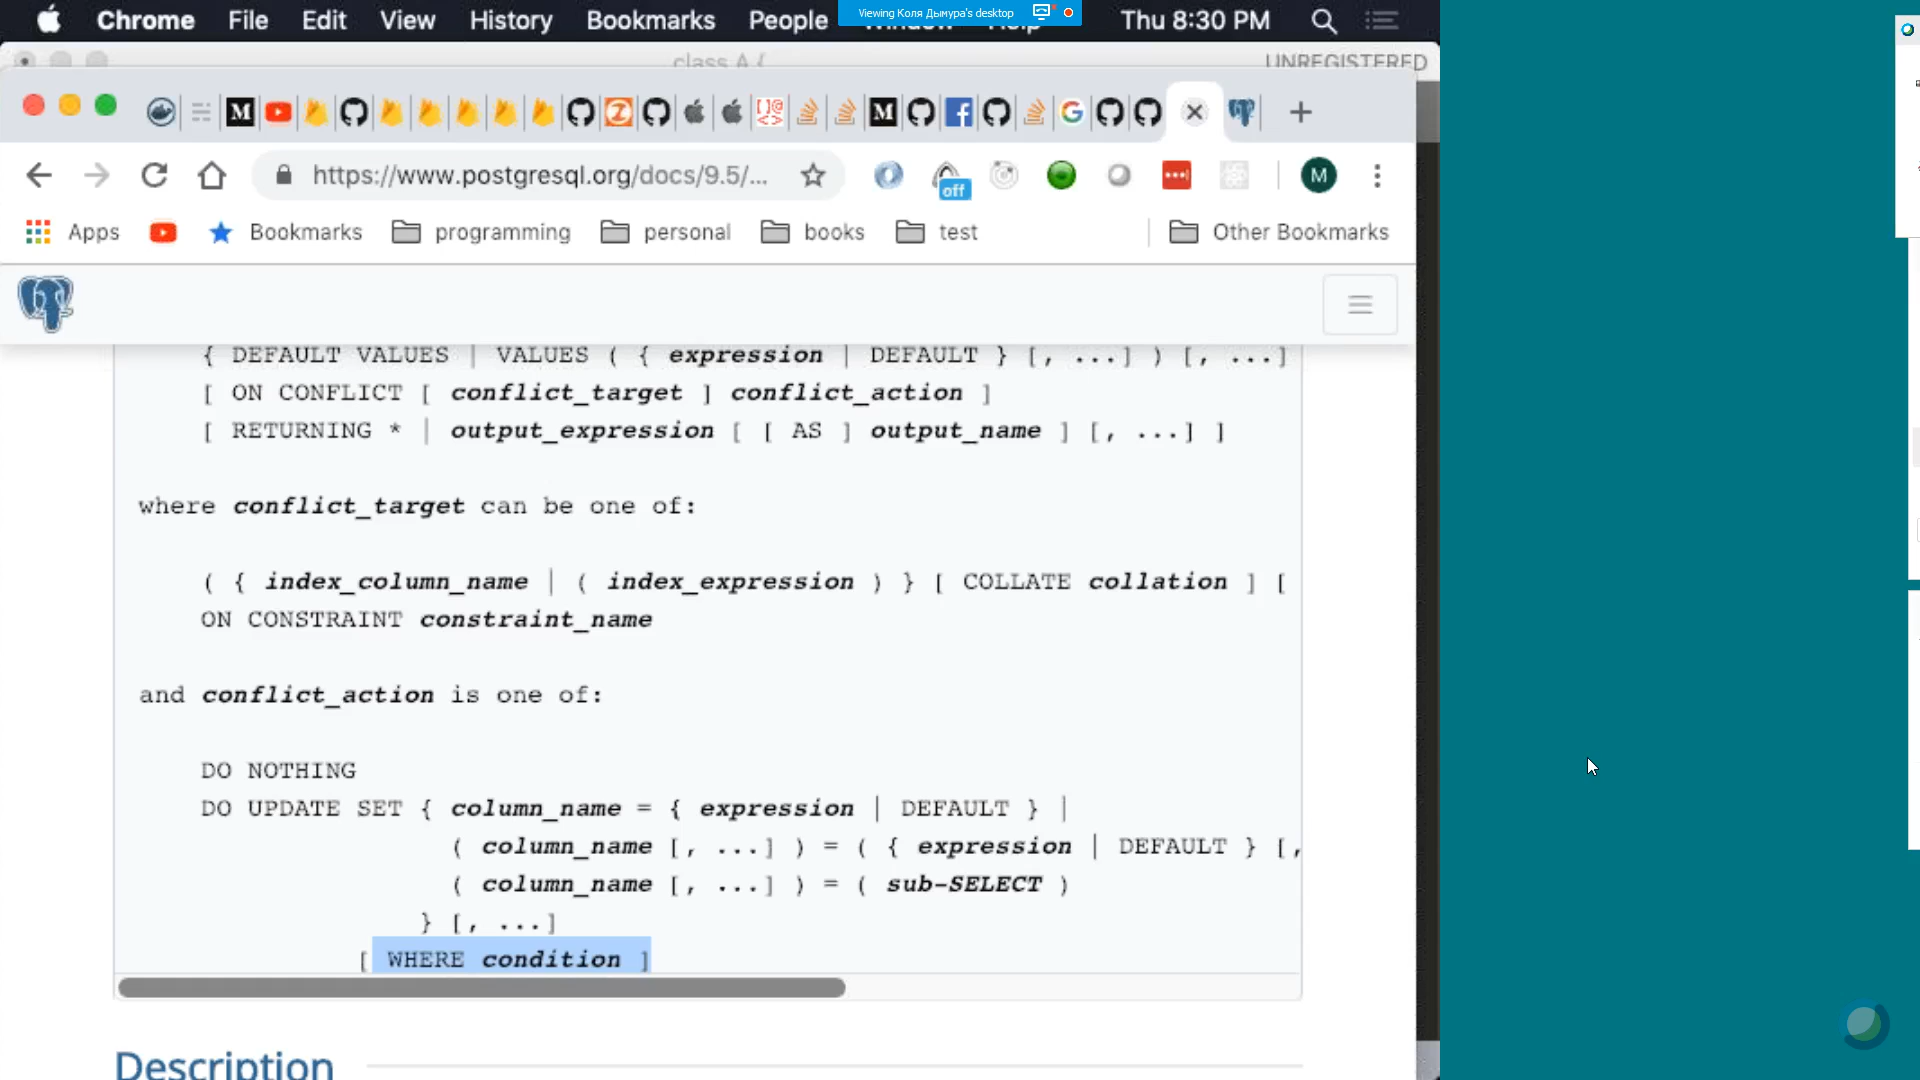 Chrome File Edit View History Bookmarks People Window Help Thu 8:30 PM
Viewing Коля Дымура's desktop
class A { UNREGISTERED
https://www.postgresql.org/docs/9.5/...
off
M
Apps Bookmarks programming personal books test Other Bookmarks
{ DEFAULT VALUES | VALUES ( { expression | DEFAULT } [, ...] ) [, ...]
[ ON CONFLICT [ conflict_target ] conflict_action ]
[ RETURNING * | output_expression [ [ AS ] output_name ] [, ...] ]
where conflict_target can be one of:
( { index_column_name | ( index_expression ) } [ COLLATE collation ] [
ON CONSTRAINT constraint_name
and conflict_action is one of:
DO NOTHING
DO UPDATE SET { column_name = { expression | DEFAULT } |
( column_name [, ...] ) = ( { expression | DEFAULT } [,
( column_name [, ...] ) = ( sub-SELECT )
} [, ...]
[ WHERE condition ]
Description